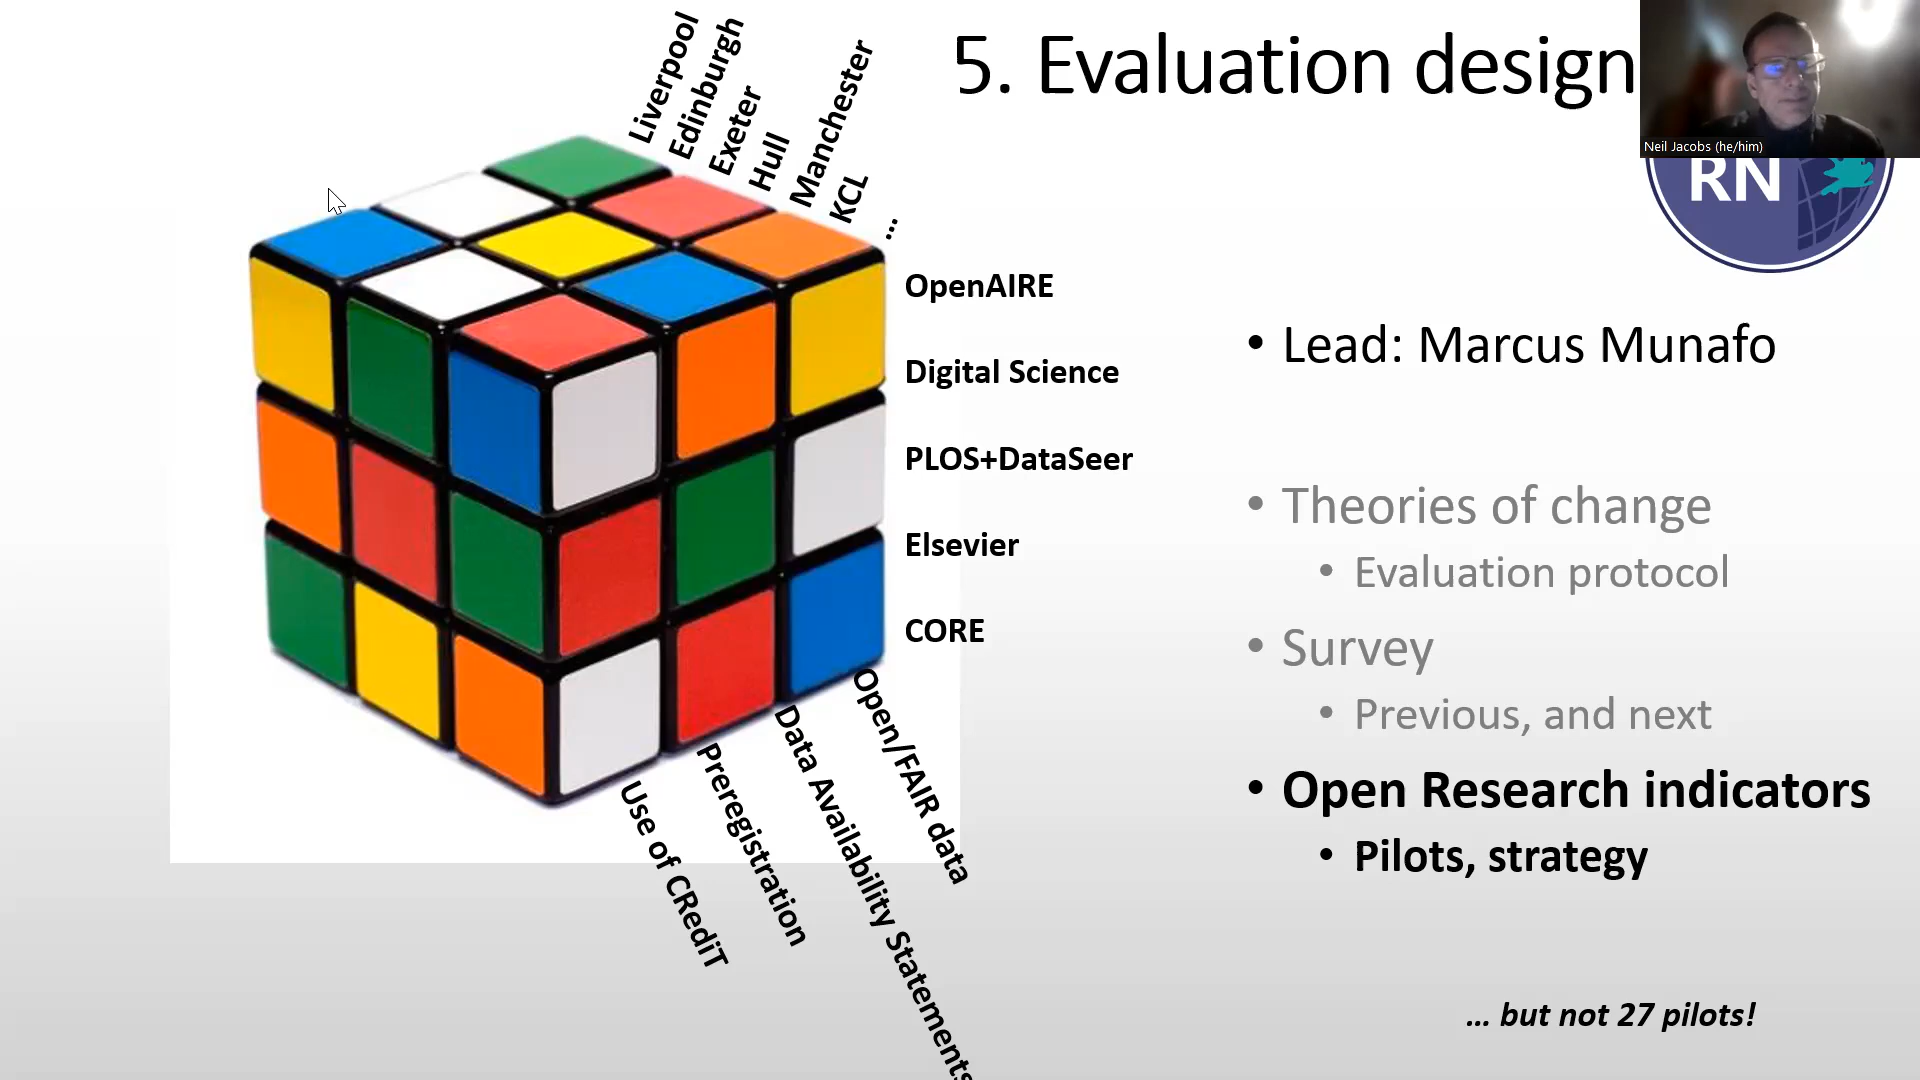 5. Evaluation design
Neil Jacobs (he/him)
RN
Liverpool
Edinburgh
Exeter
Hull
Manchester
KCL
...
OpenAIRE
Digital Science
PLOS+DataSeer
Elsevier
CORE
Open/FAIR data
Data Availability Statements
Preregistration
Use of CRediT
• Lead: Marcus Munafo
• Theories of change
• Evaluation protocol
• Survey
• Previous, and next
• Open Research indicators
• Pilots, strategy
... but not 27 pilots!